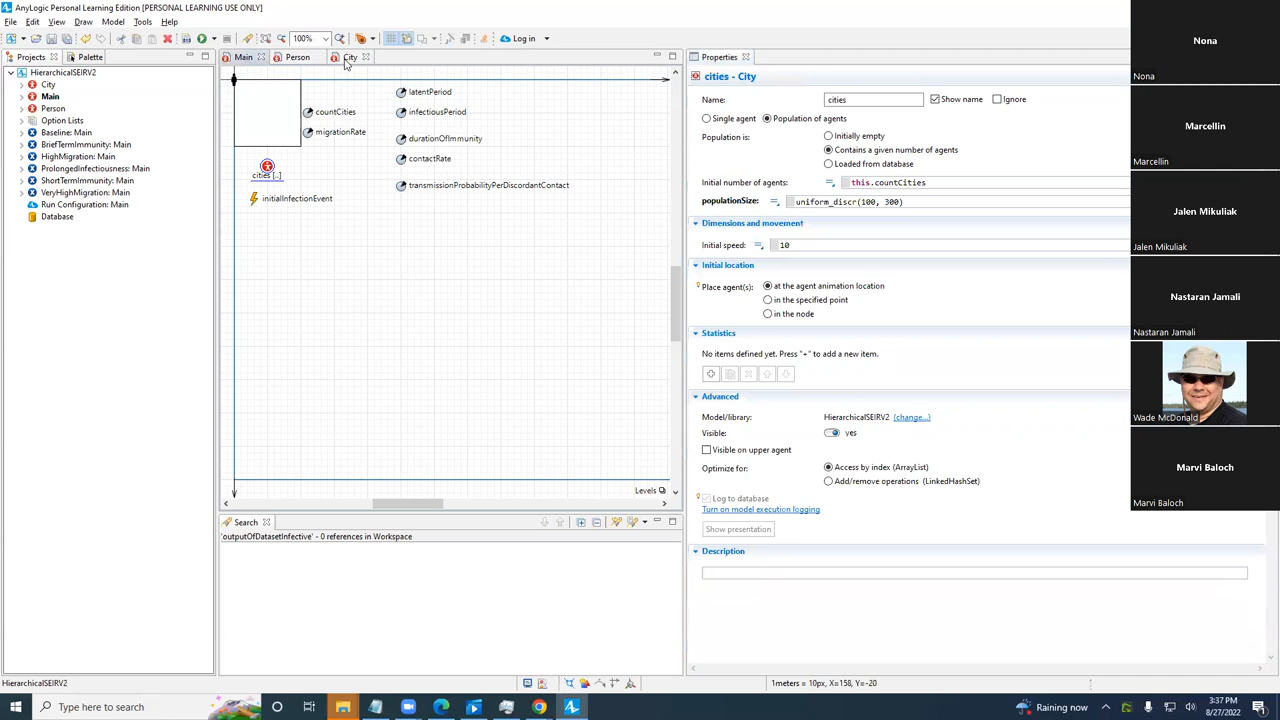 AnyLogic Personal Learning Edition [PERSONAL LEARNING USE ONLY]
File Edit View Draw Model Tools Help
100% Log in
Projects Palette
HierarchicalSEIRV2
City
Main
Person
Option Lists
Baseline: Main
BriefTermImmunity: Main
HighMigration: Main
ProlongedInfectiousness: Main
ShortTermImmunity: Main
VeryHighMigration: Main
Run Configuration: Main
Database
Main Person City
countCities
migrationRate
cities [..]
initialInfectionEvent
latentPeriod
infectiousPeriod
durationOfImmunity
contactRate
transmissionProbabilityPerDiscordantContact
Levels
Search
'outputOfDatasetInfective' - 0 references in Workspace
Properties
cities - City
Name: cities Show name Ignore
Single agent Population of agents
Population is: Initially empty
Contains a given number of agents
Loaded from database
Initial number of agents: this.countCities
populationSize: uniform_discr(100, 300)
Dimensions and movement
Initial speed: 10
Initial location
Place agent(s): at the agent animation location
in the specified point
in the node
Statistics
No items defined yet. Press "+" to add a new item.
Advanced
Model/library: HierarchicalSEIRV2 (change...)
Visible: yes
Visible on upper agent
Optimize for: Access by index (ArrayList)
Add/remove operations (LinkedHashSet)
Log to database
Turn on model execution logging
Show presentation
Description
Nona
Nona
Marcellin
Marcellin
Jalen Mikuliak
Jalen Mikuliak
Nastaran Jamali
Nastaran Jamali
Wade McDonald
Marvi Baloch
Marvi Baloch
HierarchicalSEIRV2
1meters = 10px, X=158, Y=-20
Type here to search
Raining now
3:37 PM
8/27/2022